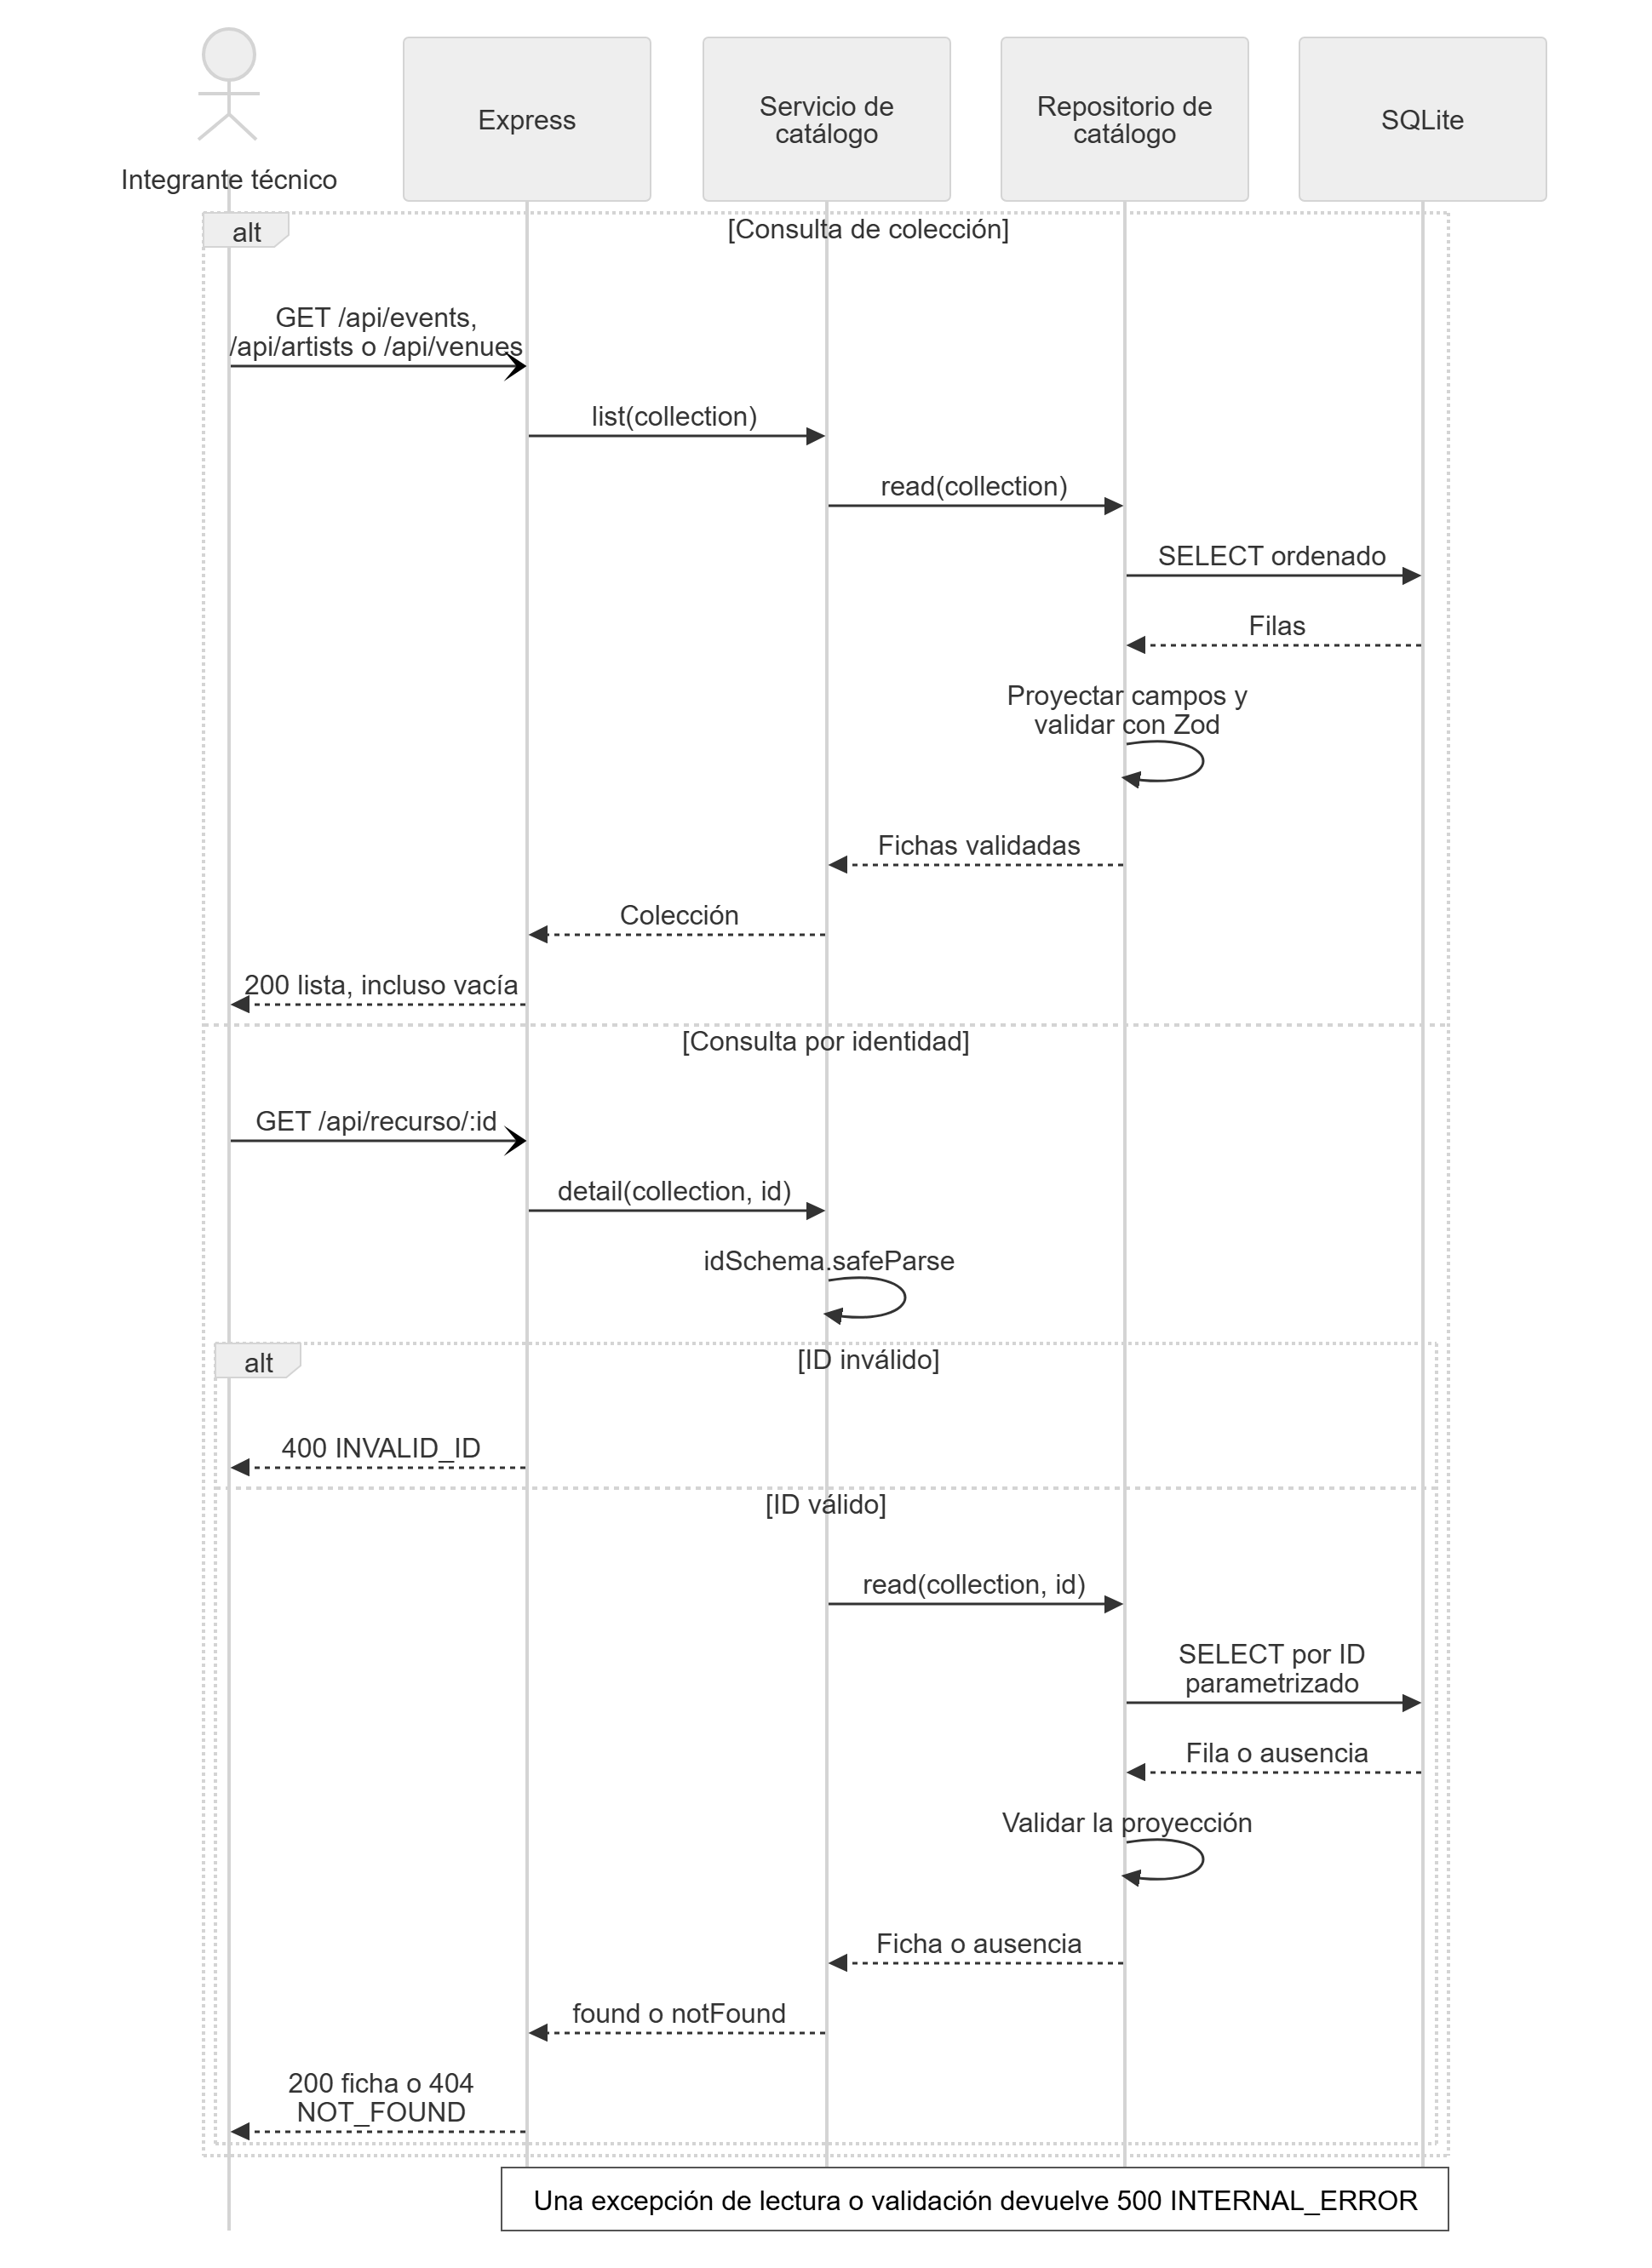 Integrante técnico
Express
Servicio de
catálogo
Repositorio de
catálogo
SQLite
alt
[Consulta de colección]
GET /api/events,
/api/artists o /api/venues
list(collection)
read(collection)
SELECT ordenado
Filas
Proyectar campos y
validar con Zod
Fichas validadas
Colección
200 lista, incluso vacía
[Consulta por identidad]
GET /api/recurso/:id
detail(collection, id)
idSchema.safeParse
alt
[ID inválido]
400 INVALID_ID
[ID válido]
read(collection, id)
SELECT por ID
parametrizado
Fila o ausencia
Validar la proyección
Ficha o ausencia
found o notFound
200 ficha o 404
NOT_FOUND
Una excepción de lectura o validación devuelve 500 INTERNAL_ERROR